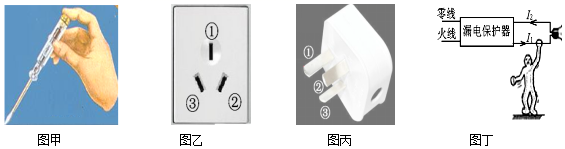 ①
③ ②
①
②
③
零线
火线
漏电保护器
I₂
I₁
图甲 图乙 图丙 图丁